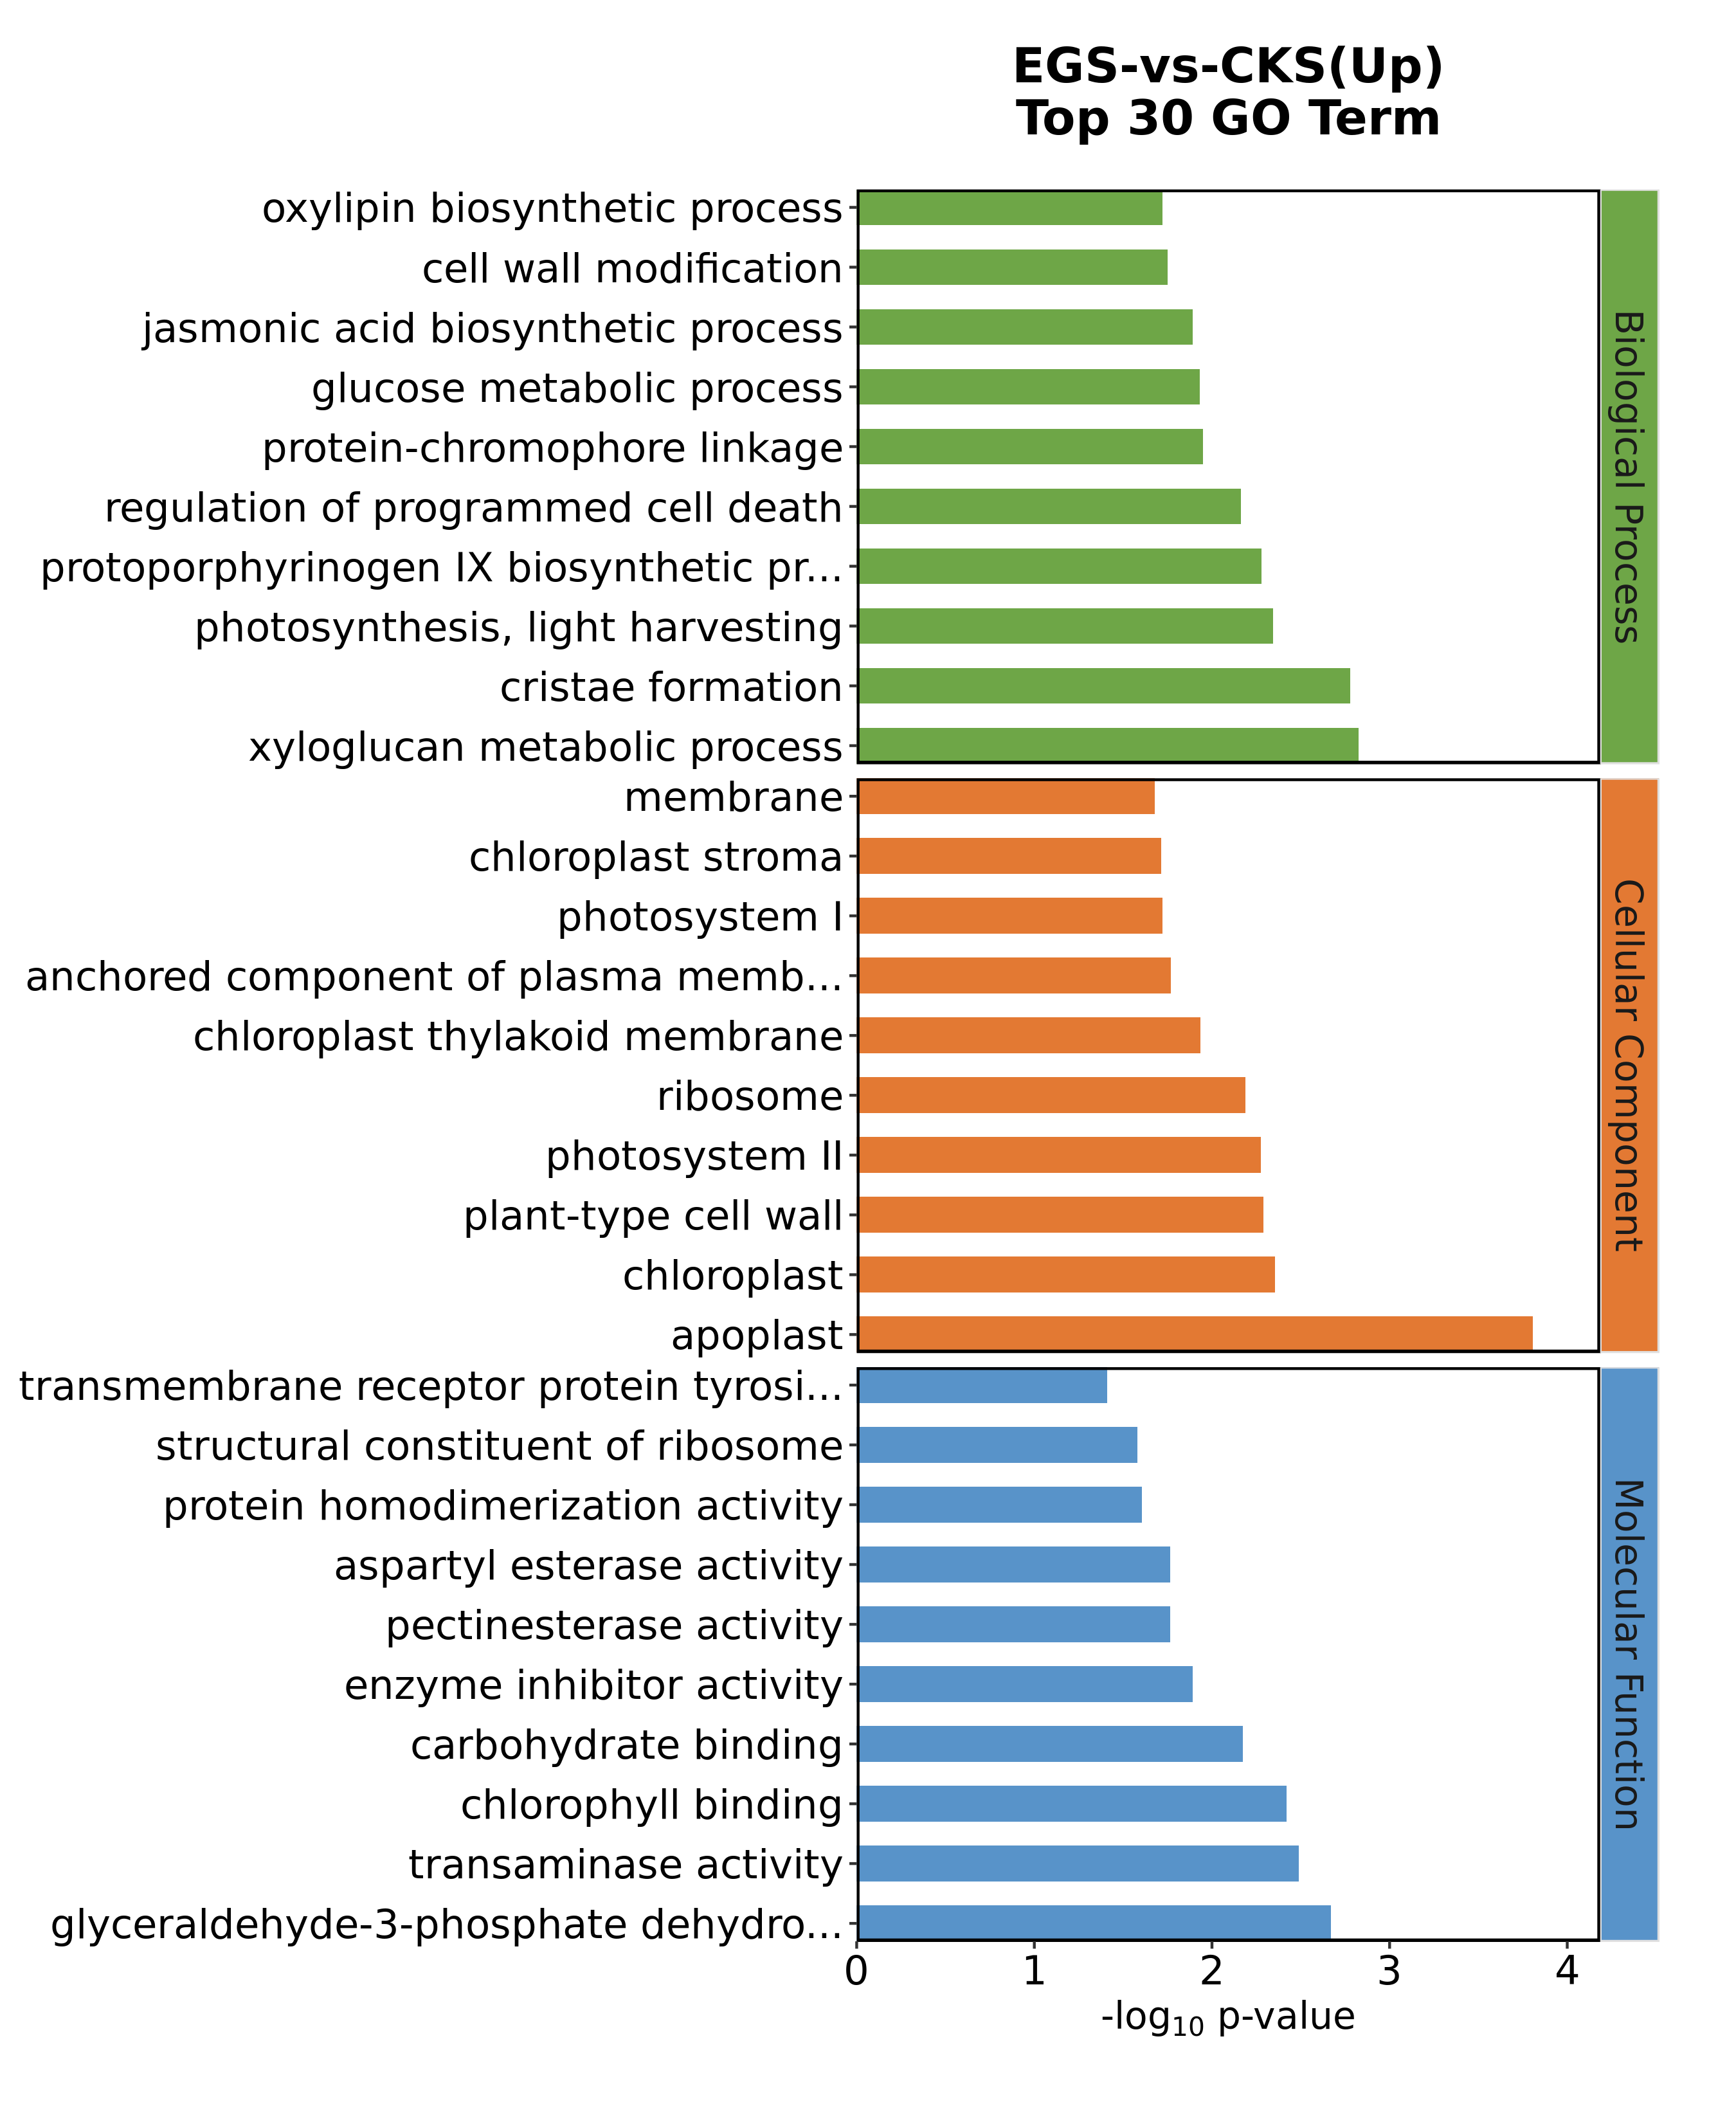 EGS-vs-CKS(Up)
Top 30 GO Term
oxylipin biosynthetic process
cell wall modification
jasmonic acid biosynthetic process
glucose metabolic process
protein-chromophore linkage
regulation of programmed cell death
protoporphyrinogen IX biosynthetic pr...
photosynthesis, light harvesting
cristae formation
xyloglucan metabolic process
Biological Process
membrane
chloroplast stroma
photosystem I
anchored component of plasma memb...
chloroplast thylakoid membrane
ribosome
photosystem II
plant-type cell wall
chloroplast
apoplast
Cellular Component
transmembrane receptor protein tyrosi...
structural constituent of ribosome
protein homodimerization activity
aspartyl esterase activity
pectinesterase activity
enzyme inhibitor activity
carbohydrate binding
chlorophyll binding
transaminase activity
glyceraldehyde-3-phosphate dehydro...
Molecular Function
0 1 2 3 4
-log10 p-value